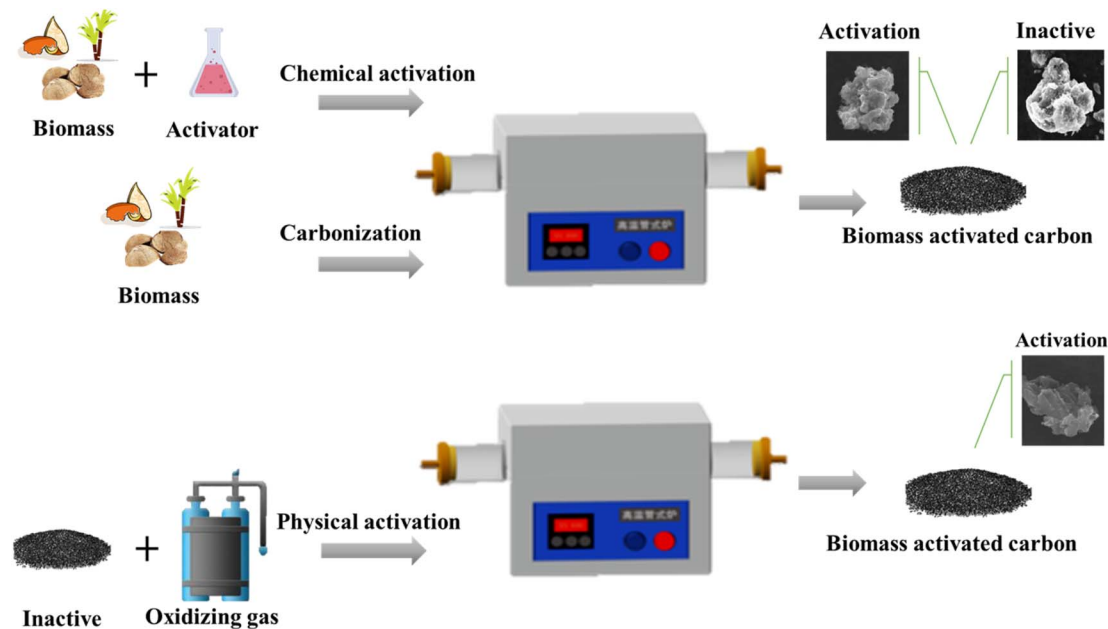 Activation
Inactive
Chemical activation
Biomass
Activator
高温管式炉
Carbonization
Biomass activated carbon
Biomass
Activation
Physical activation
高温管式炉
Biomass activated carbon
Inactive
Oxidizing gas